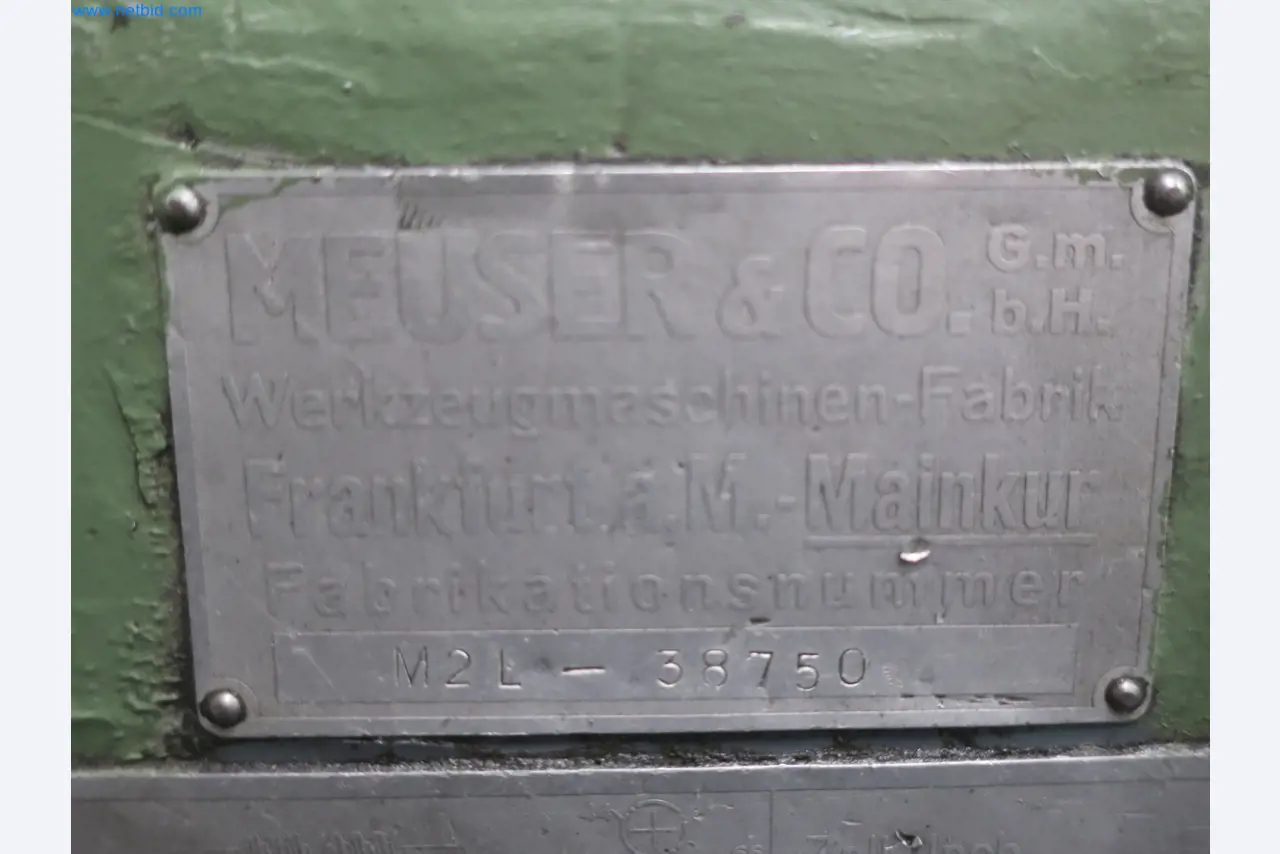 www.netbid.com
MEUSER & CO. G.m.
b.H.
Werkzeugmaschinen-Fabrik
Frankfurt a.M.-Mainkur
Fabrikationsnummer
M2L - 38750